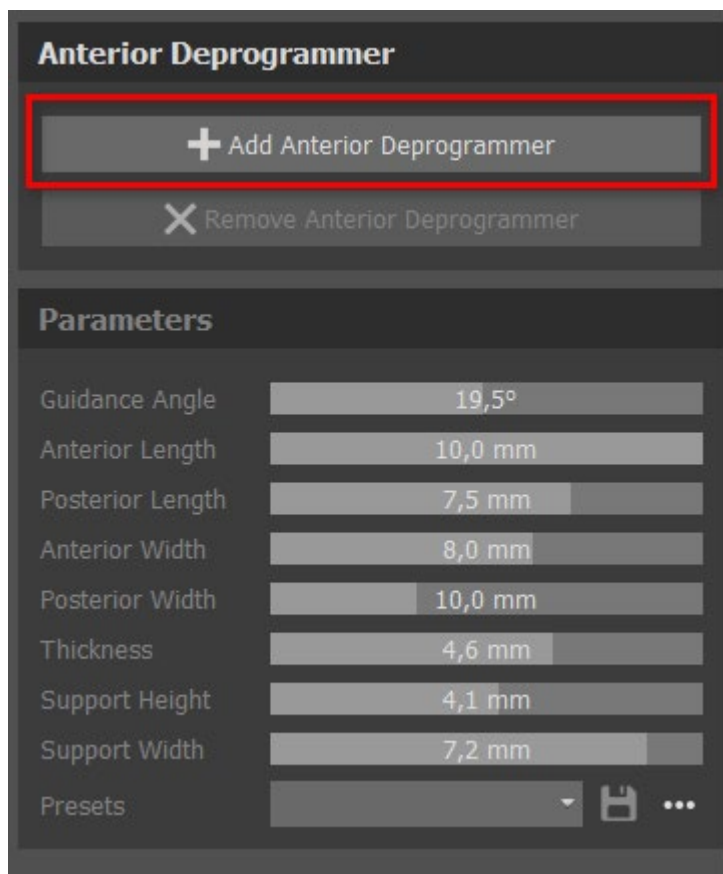 Anterior Deprogrammer
Add Anterior Deprogrammer
Remove Anterior Deprogrammer
Parameters
Guidance Angle 19,5º
Anterior Length 10,0 mm
Posterior Length 7,5 mm
Anterior Width 8,0 mm
Posterior Width 10,0 mm
Thickness 4,6 mm
Support Height 4,1 mm
Support Width 7,2 mm
Presets